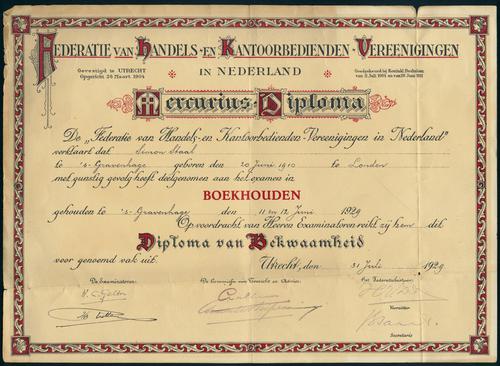 FEDERATIE VAN HANDELS- EN KANTOORBEDIENDEN-VEREENIGINGEN
Gevestigd te UTRECHT
Opgericht 26 Maart 1904
IN NEDERLAND
Goedgekeurd bij Koninkl. Besluiten
Mercurius-Diploma
De „Federatie van Handels- en Kantoorbedienden-Vereenigingen in Nederland"
verklaart dat Simon Staal
te 's-Gravenhage geboren den 20 Juni 1910 te Londen
met gunstig gevolg heeft deelgenomen aan het examen in
BOEKHOUDEN
gehouden te 's-Gravenhage den 11 en 12 Juni 1929
Op voordracht van Heeren Examinatoren reikt zij hem dit
Diploma van Bekwaamheid
voor genoemd vak uit. Utrecht, den 31 Juli 1929
De Examinatoren: De Commissie van Toezicht en Advies: Het Federatiebestuur:
Voorzitter
Secretaris